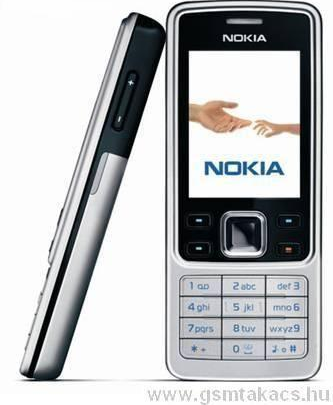 NOKIA
NOKIA
1 2 abc def 3
4 ghi 5 jkl mno 6
7 pqrs 8 tuv wxyz 9
* + 0 #
www.gsmtakacs.hu